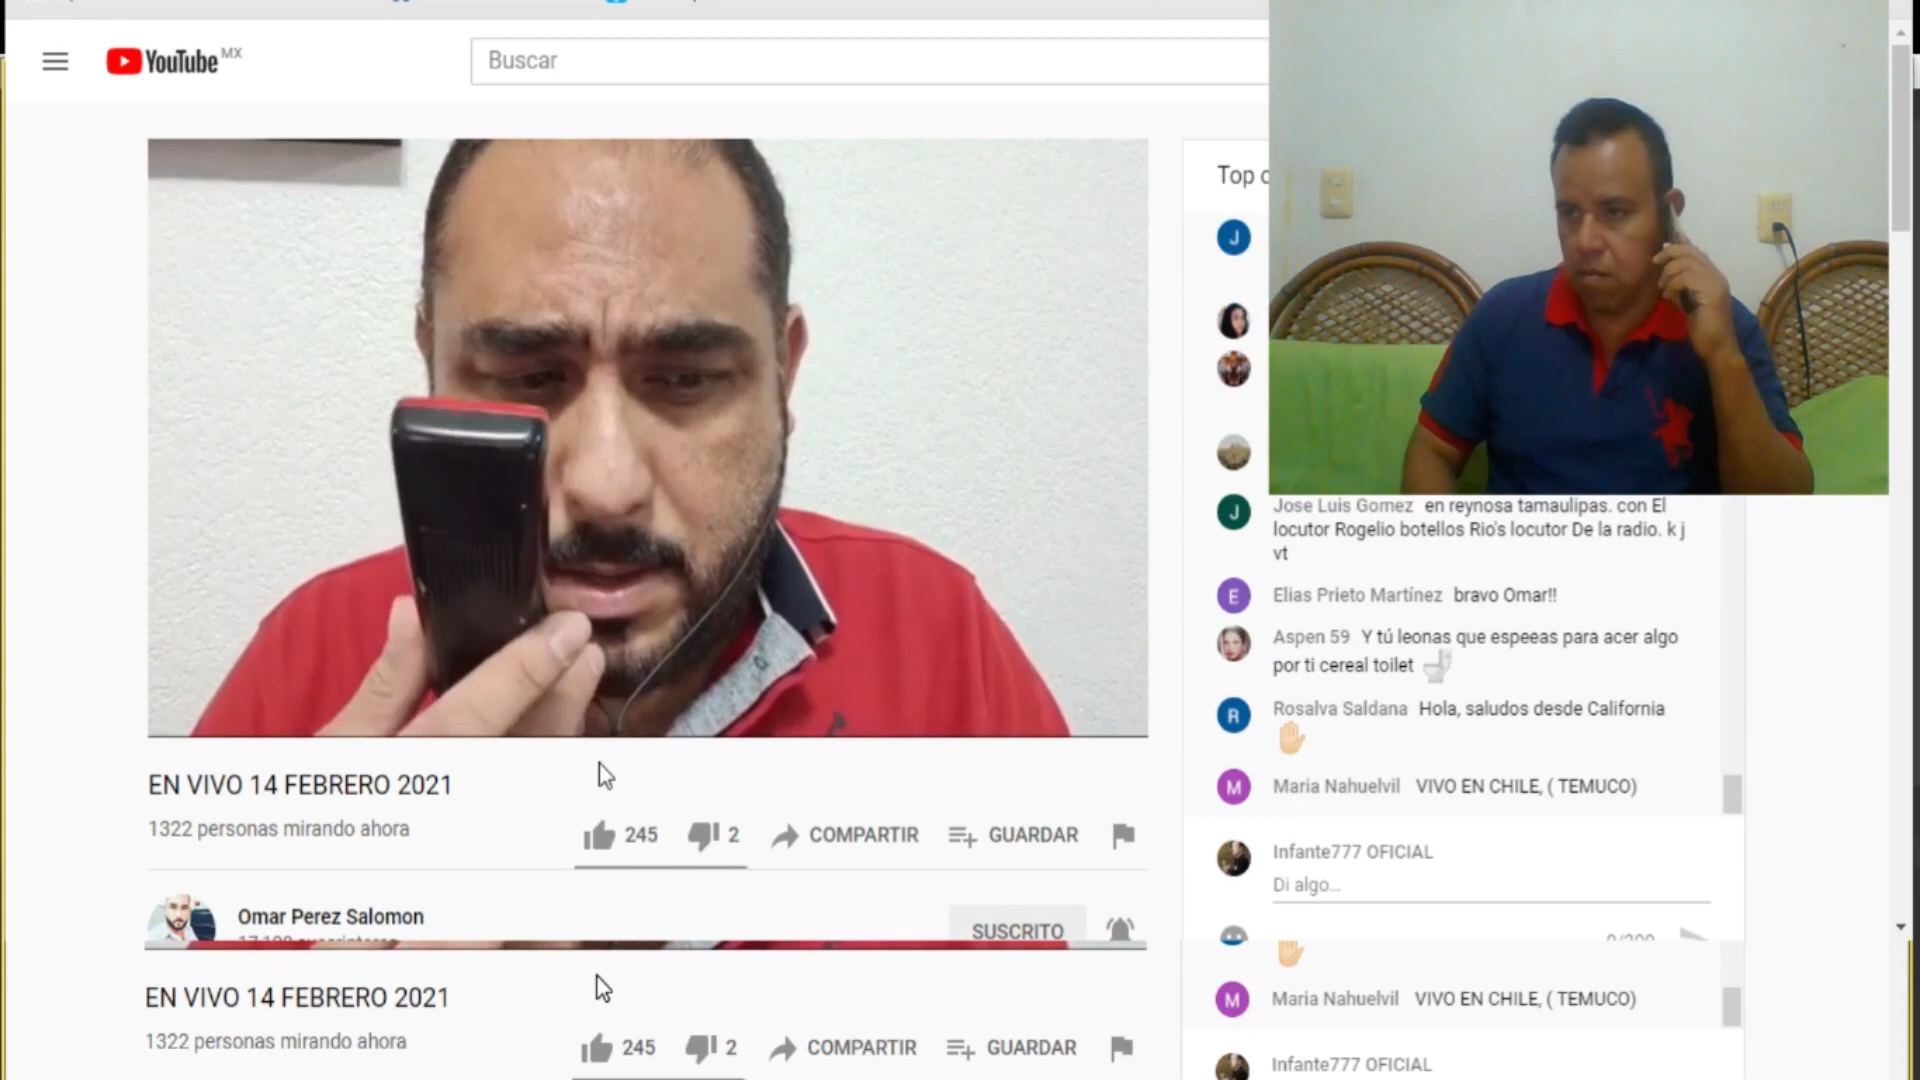 YouTube MX
Buscar
Top
J
J
Jose Luis Gomez en reynosa tamaulipas. con El
locutor Rogelio botellos Rio's locutor De la radio. k j
vt
E
Elias Prieto Martínez bravo Omar!!
Aspen 59 Y tú leonas que espeeas para acer algo
por ti cereal toilet
R
Rosalva Saldana Hola, saludos desde California
M
Maria Nahuelvil VIVO EN CHILE, ( TEMUCO)
EN VIVO 14 FEBRERO 2021
1322 personas mirando ahora
245
2
COMPARTIR
GUARDAR
Infante777 OFICIAL
Di algo...
Omar Perez Salomon
SUSCRITO
M
Maria Nahuelvil VIVO EN CHILE, ( TEMUCO)
EN VIVO 14 FEBRERO 2021
1322 personas mirando ahora
245
2
COMPARTIR
GUARDAR
Infante777 OFICIAL